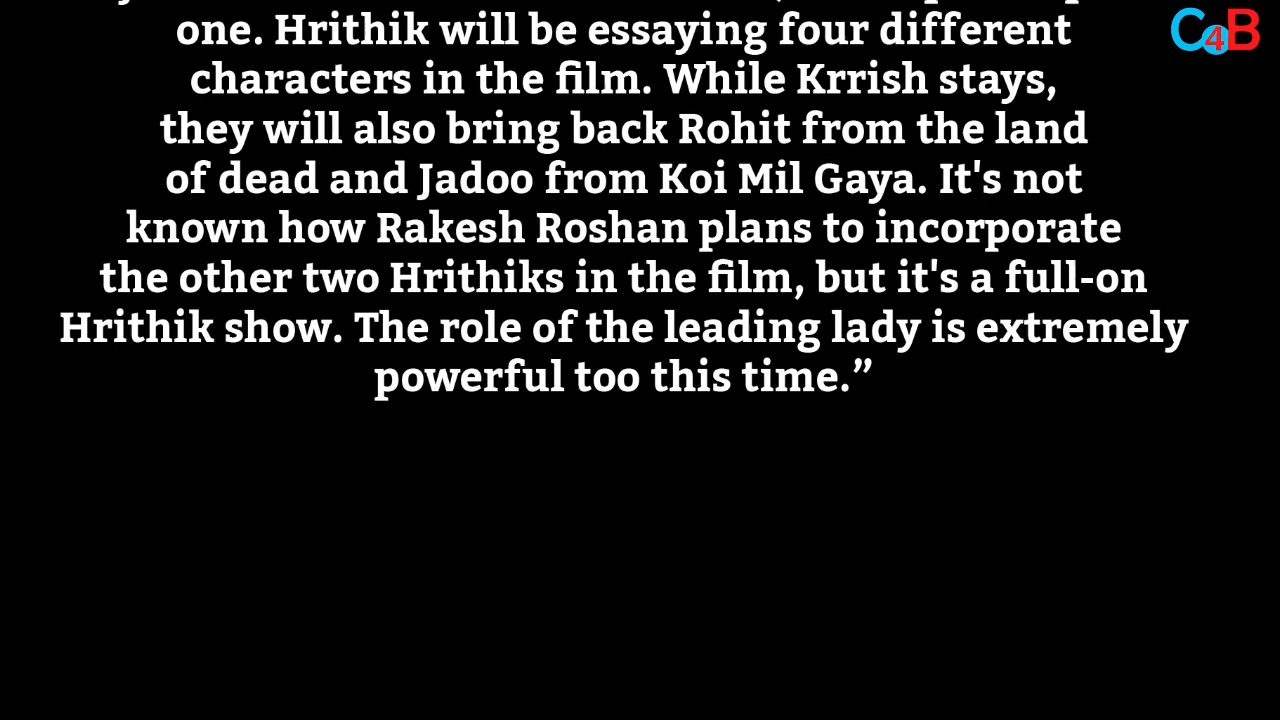 one. Hrithik will be essaying four different
C4B
characters in the film. While Krrish stays,
they will also bring back Rohit from the land
of dead and Jadoo from Koi Mil Gaya. It's not
known how Rakesh Roshan plans to incorporate
the other two Hrithiks in the film, but it's a full-on
Hrithik show. The role of the leading lady is extremely
powerful too this time.”